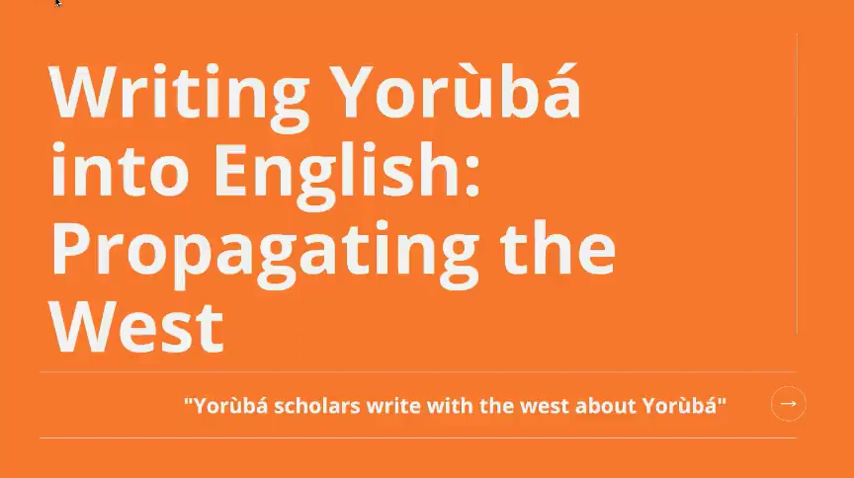 Writing Yorùbá
into English:
Propagating the
West
"Yorùbá scholars write with the west about Yorùbá"